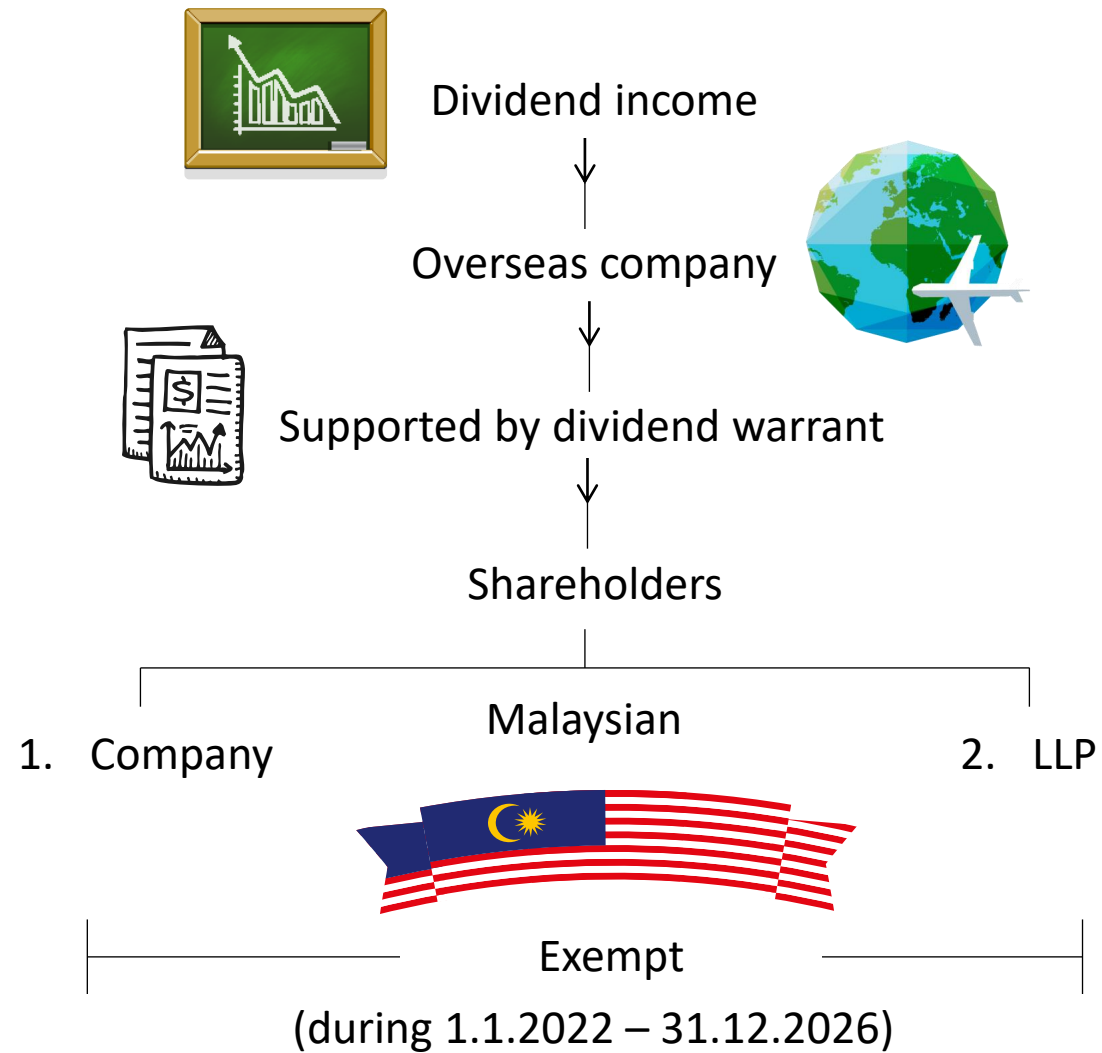 Dividend income
Overseas company
$
Supported by dividend warrant
Shareholders
Malaysian
1. Company
2. LLP
Exempt
(during 1.1.2022 – 31.12.2026)